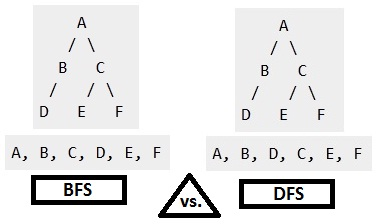 A
/ \
B C
/ / \
D E F
A, B, C, D, E, F
BFS
A
/ \
B C
/ / \
D E F
A, B, D, C, E, F
DFS
vs.